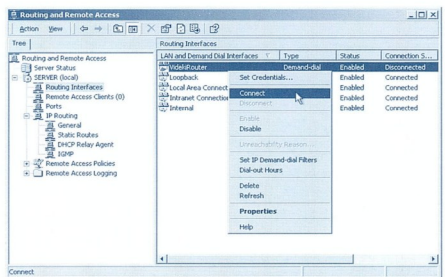 Routing and Remote Access
Action View
Tree
Routing Interfaces
Routing and Remote Access
Server Status
SERVER (local)
Routing Interfaces
Remote Access Clients (0)
Ports
IP Routing
General
Static Routes
DHCP Relay Agent
IGMP
Remote Access Policies
Remote Access Logging
LAN and Demand Dial Interfaces Type Status Connection S...
VideliRouter Demand-dial Enabled Disconnected
Loopback Enabled Connected
Local Area Connect Enabled Connected
Intranet Connection Enabled Connected
Internal Enabled Connected
Set Credentials...
Connect
Disconnect
Enable
Disable
Unreachability Reason...
Set IP Demand-dial Filters
Dial-out Hours
Delete
Refresh
Properties
Help
Connect